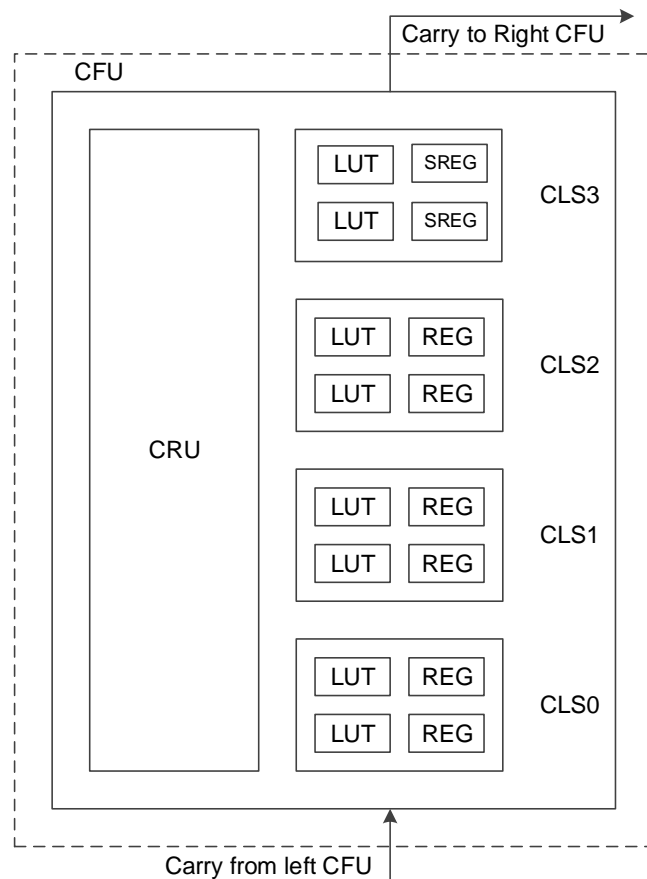 Carry to Right CFU
CFU
LUT SREG
CLS3
LUT SREG
LUT REG
CLS2
LUT REG
CRU
LUT REG
CLS1
LUT REG
LUT REG
CLS0
LUT REG
Carry from left CFU